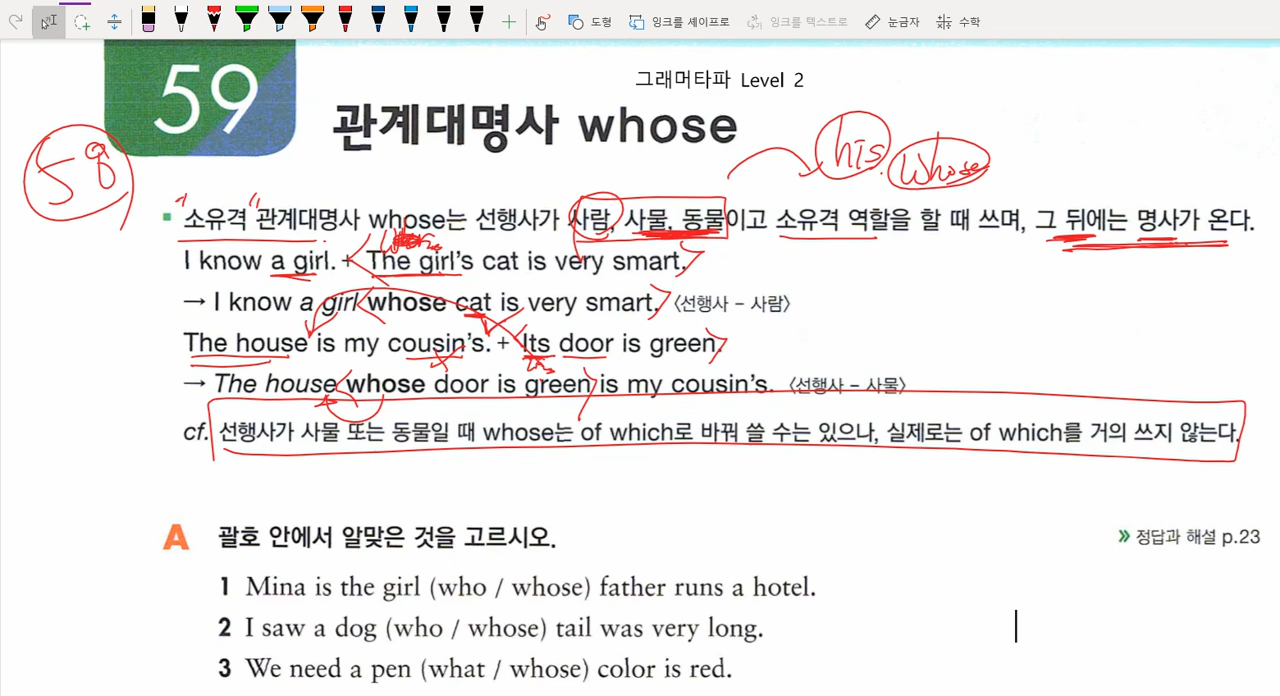 도형 잉크를 셰이프로 잉크를 텍스트로 눈금자 수학
59
그래머타파 Level 2
관계대명사 whose
58
his whose
소유격 관계대명사 whose는 선행사가 사람, 사물, 동물이고 소유격 역할을 할 때 쓰며, 그 뒤에는 명사가 온다.
I know a girl. + The girl's cat is very smart.
→ I know a girl whose cat is very smart. 〈선행사 – 사람〉
The house is my cousin's. + Its door is green.
→ The house whose door is green is my cousin's. 〈선행사 – 사물〉
cf. 선행사가 사물 또는 동물일 때 whose는 of which로 바꿔 쓸 수는 있으나, 실제로는 of which를 거의 쓰지 않는다.
A 괄호 안에서 알맞은 것을 고르시오.
» 정답과 해설 p.23
1 Mina is the girl (who / whose) father runs a hotel.
2 I saw a dog (who / whose) tail was very long.
3 We need a pen (what / whose) color is red.